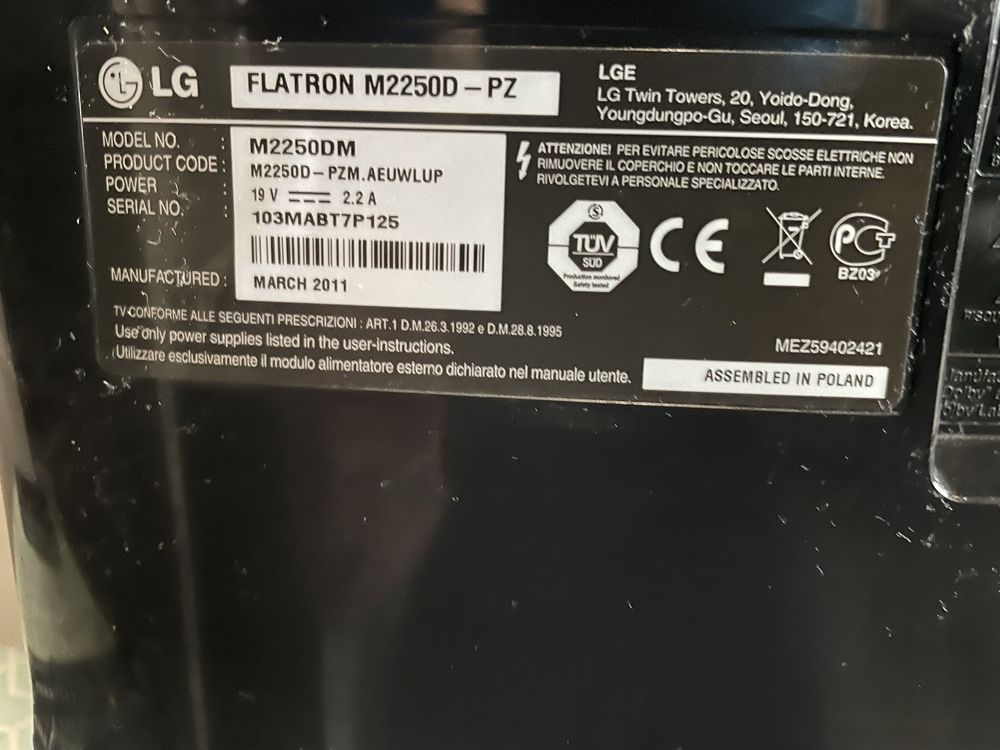 LG
FLATRON M2250D – PZ
LGE
LG Twin Towers, 20, Yoido-Dong,
Youngdungpo-Gu, Seoul, 150-721, Korea.
MODEL NO. : M2250DM
PRODUCT CODE : M2250D – PZM.AEUWLUP
POWER : 19 V 2.2 A
SERIAL NO. : 103MABT7P125
MANUFACTURED : MARCH 2011
ATTENZIONE! PER EVITARE PERICOLOSE SCOSSE ELETTRICHE NON
RIMUOVERE IL COPERCHIO E NON TOCCARE LE PARTI INTERNE.
RIVOLGETEVI A PERSONALE SPECIALIZZATO.
TÜV
SÜD
Production monitored
Safety tested
CE
PCT
BZ03
TV CONFORME ALLE SEGUENTI PRESCRIZIONI : ART.1 D.M.26.3.1992 e D.M.28.8.1995
Use only power supplies listed in the user-instructions.
Utilizzare esclusivamente il modulo alimentatore esterno dichiarato nel manuale utente.
MEZ59402421
ASSEMBLED IN POLAND